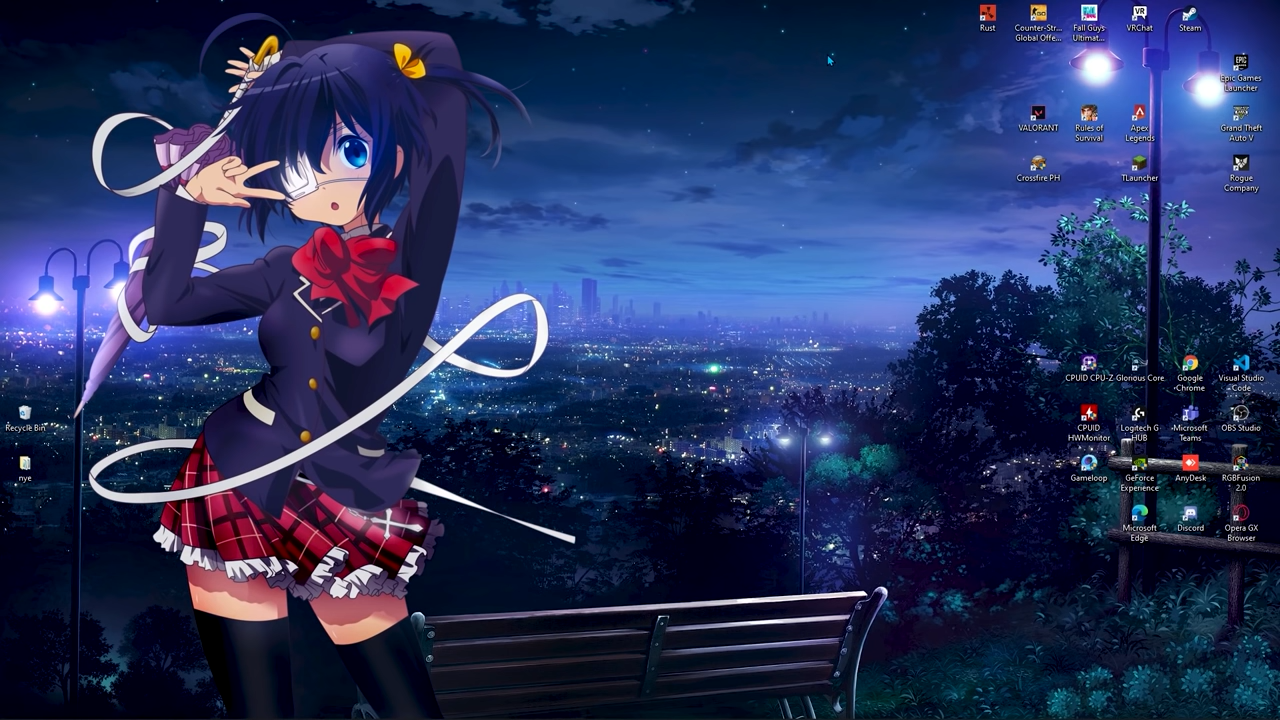 Rust
Counter-Str...
Global Offe...
Fall Guys
Ultimat...
VRChat
Steam
Epic Games
Launcher
VALORANT
Rules of
Survival
Apex
Legends
Grand Theft
Auto V
Crossfire PH
TLauncher
Rogue
Company
CPUID CPU-Z
Glorious Core
Google
Chrome
Visual Studio
Code
Recycle Bin
CPUID
HWMonitor
Logitech G
HUB
Microsoft
Teams
OBS Studio
nye
Gameloop
GeForce
Experience
AnyDesk
RGBFusion
2.0
Microsoft
Edge
Discord
Opera GX
Browser